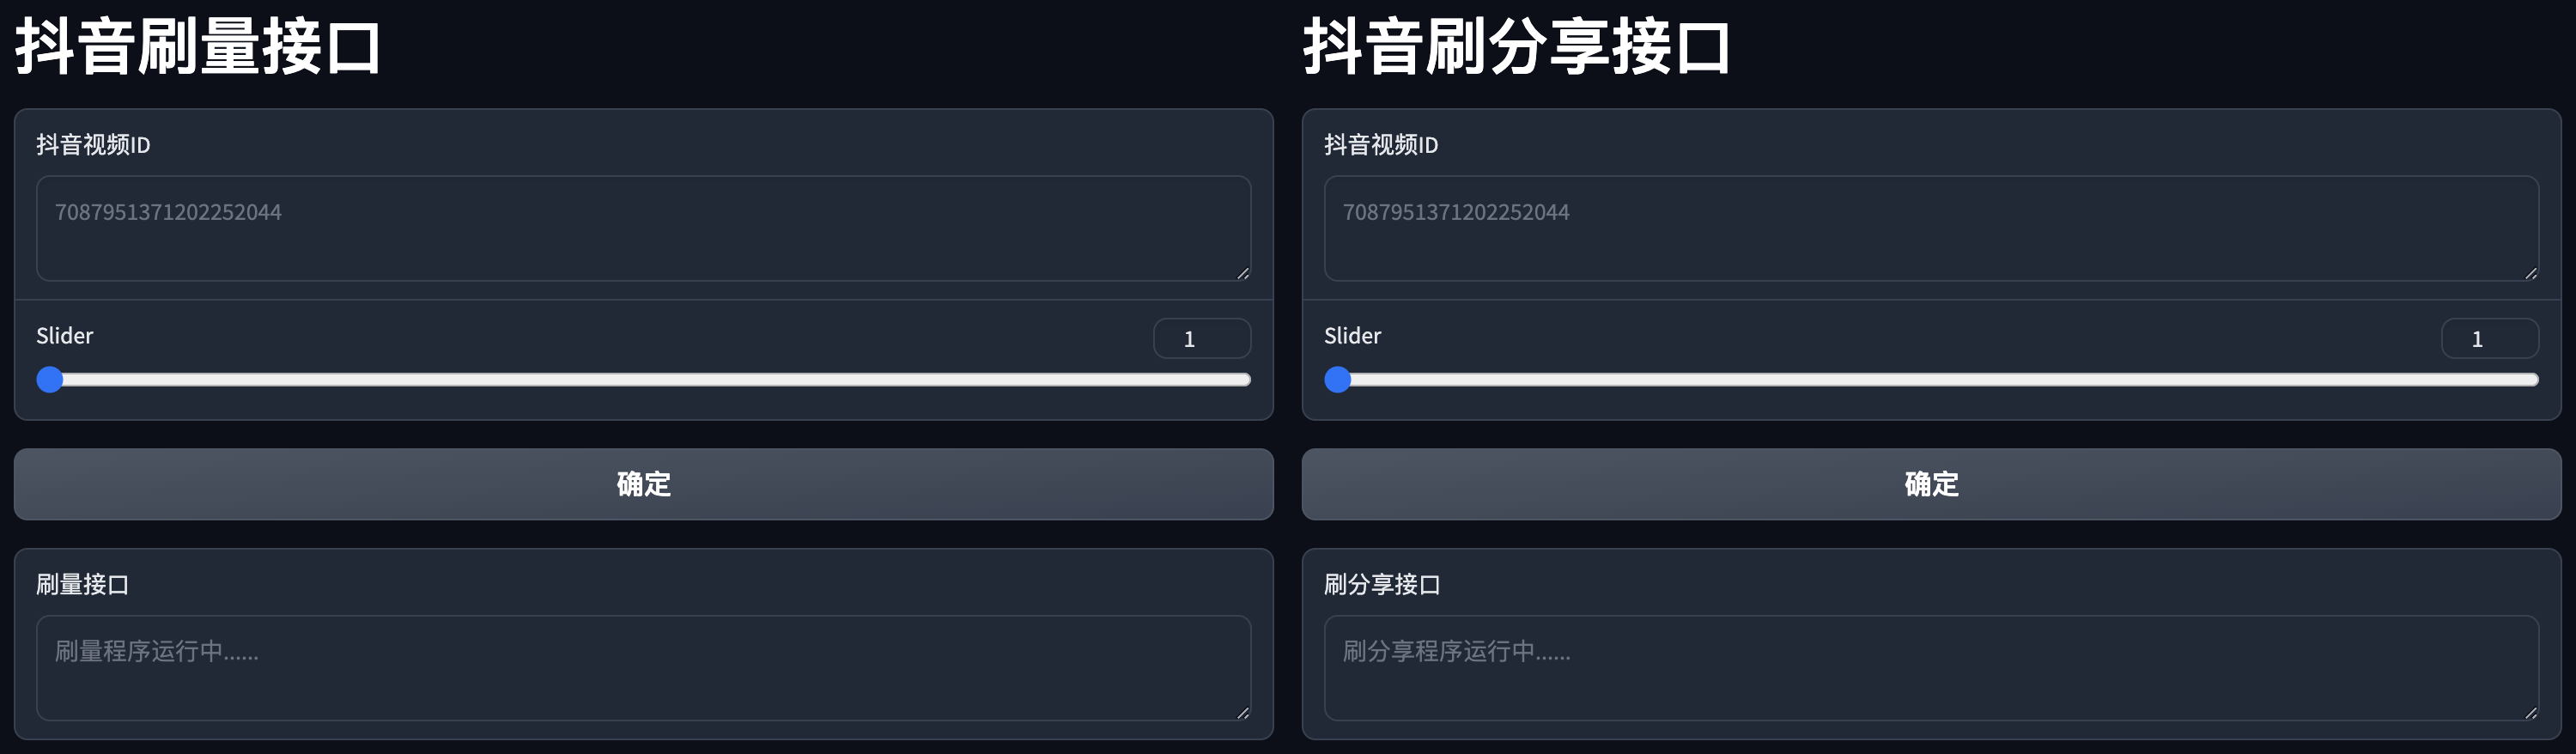 抖音刷量接口
抖音视频ID
7087951371202252044
Slider
1
确定
刷量接口
刷量程序运行中......
抖音刷分享接口
抖音视频ID
7087951371202252044
Slider
1
确定
刷分享接口
刷分享程序运行中......